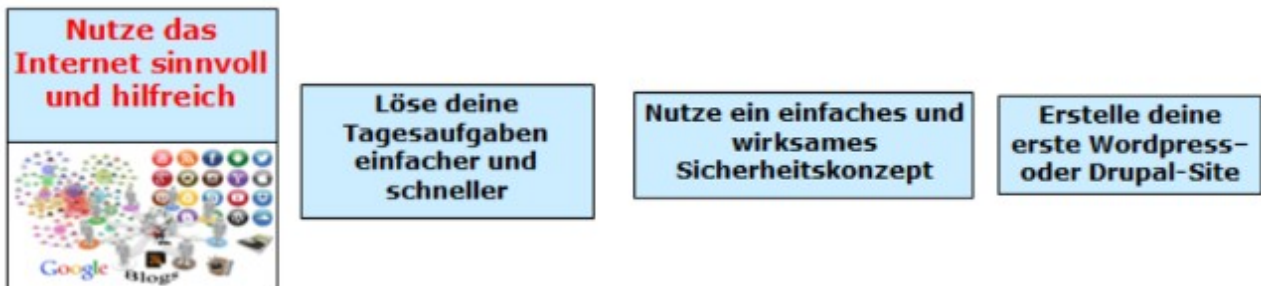 Nutze das
Internet sinnvoll
und hilfreich
Google
Blogs
Löse deine
Tagesaufgaben
einfacher und
schneller
Nutze ein einfaches und
wirksames
Sicherheitskonzept
Erstelle deine
erste Wordpress-
oder Drupal-Site